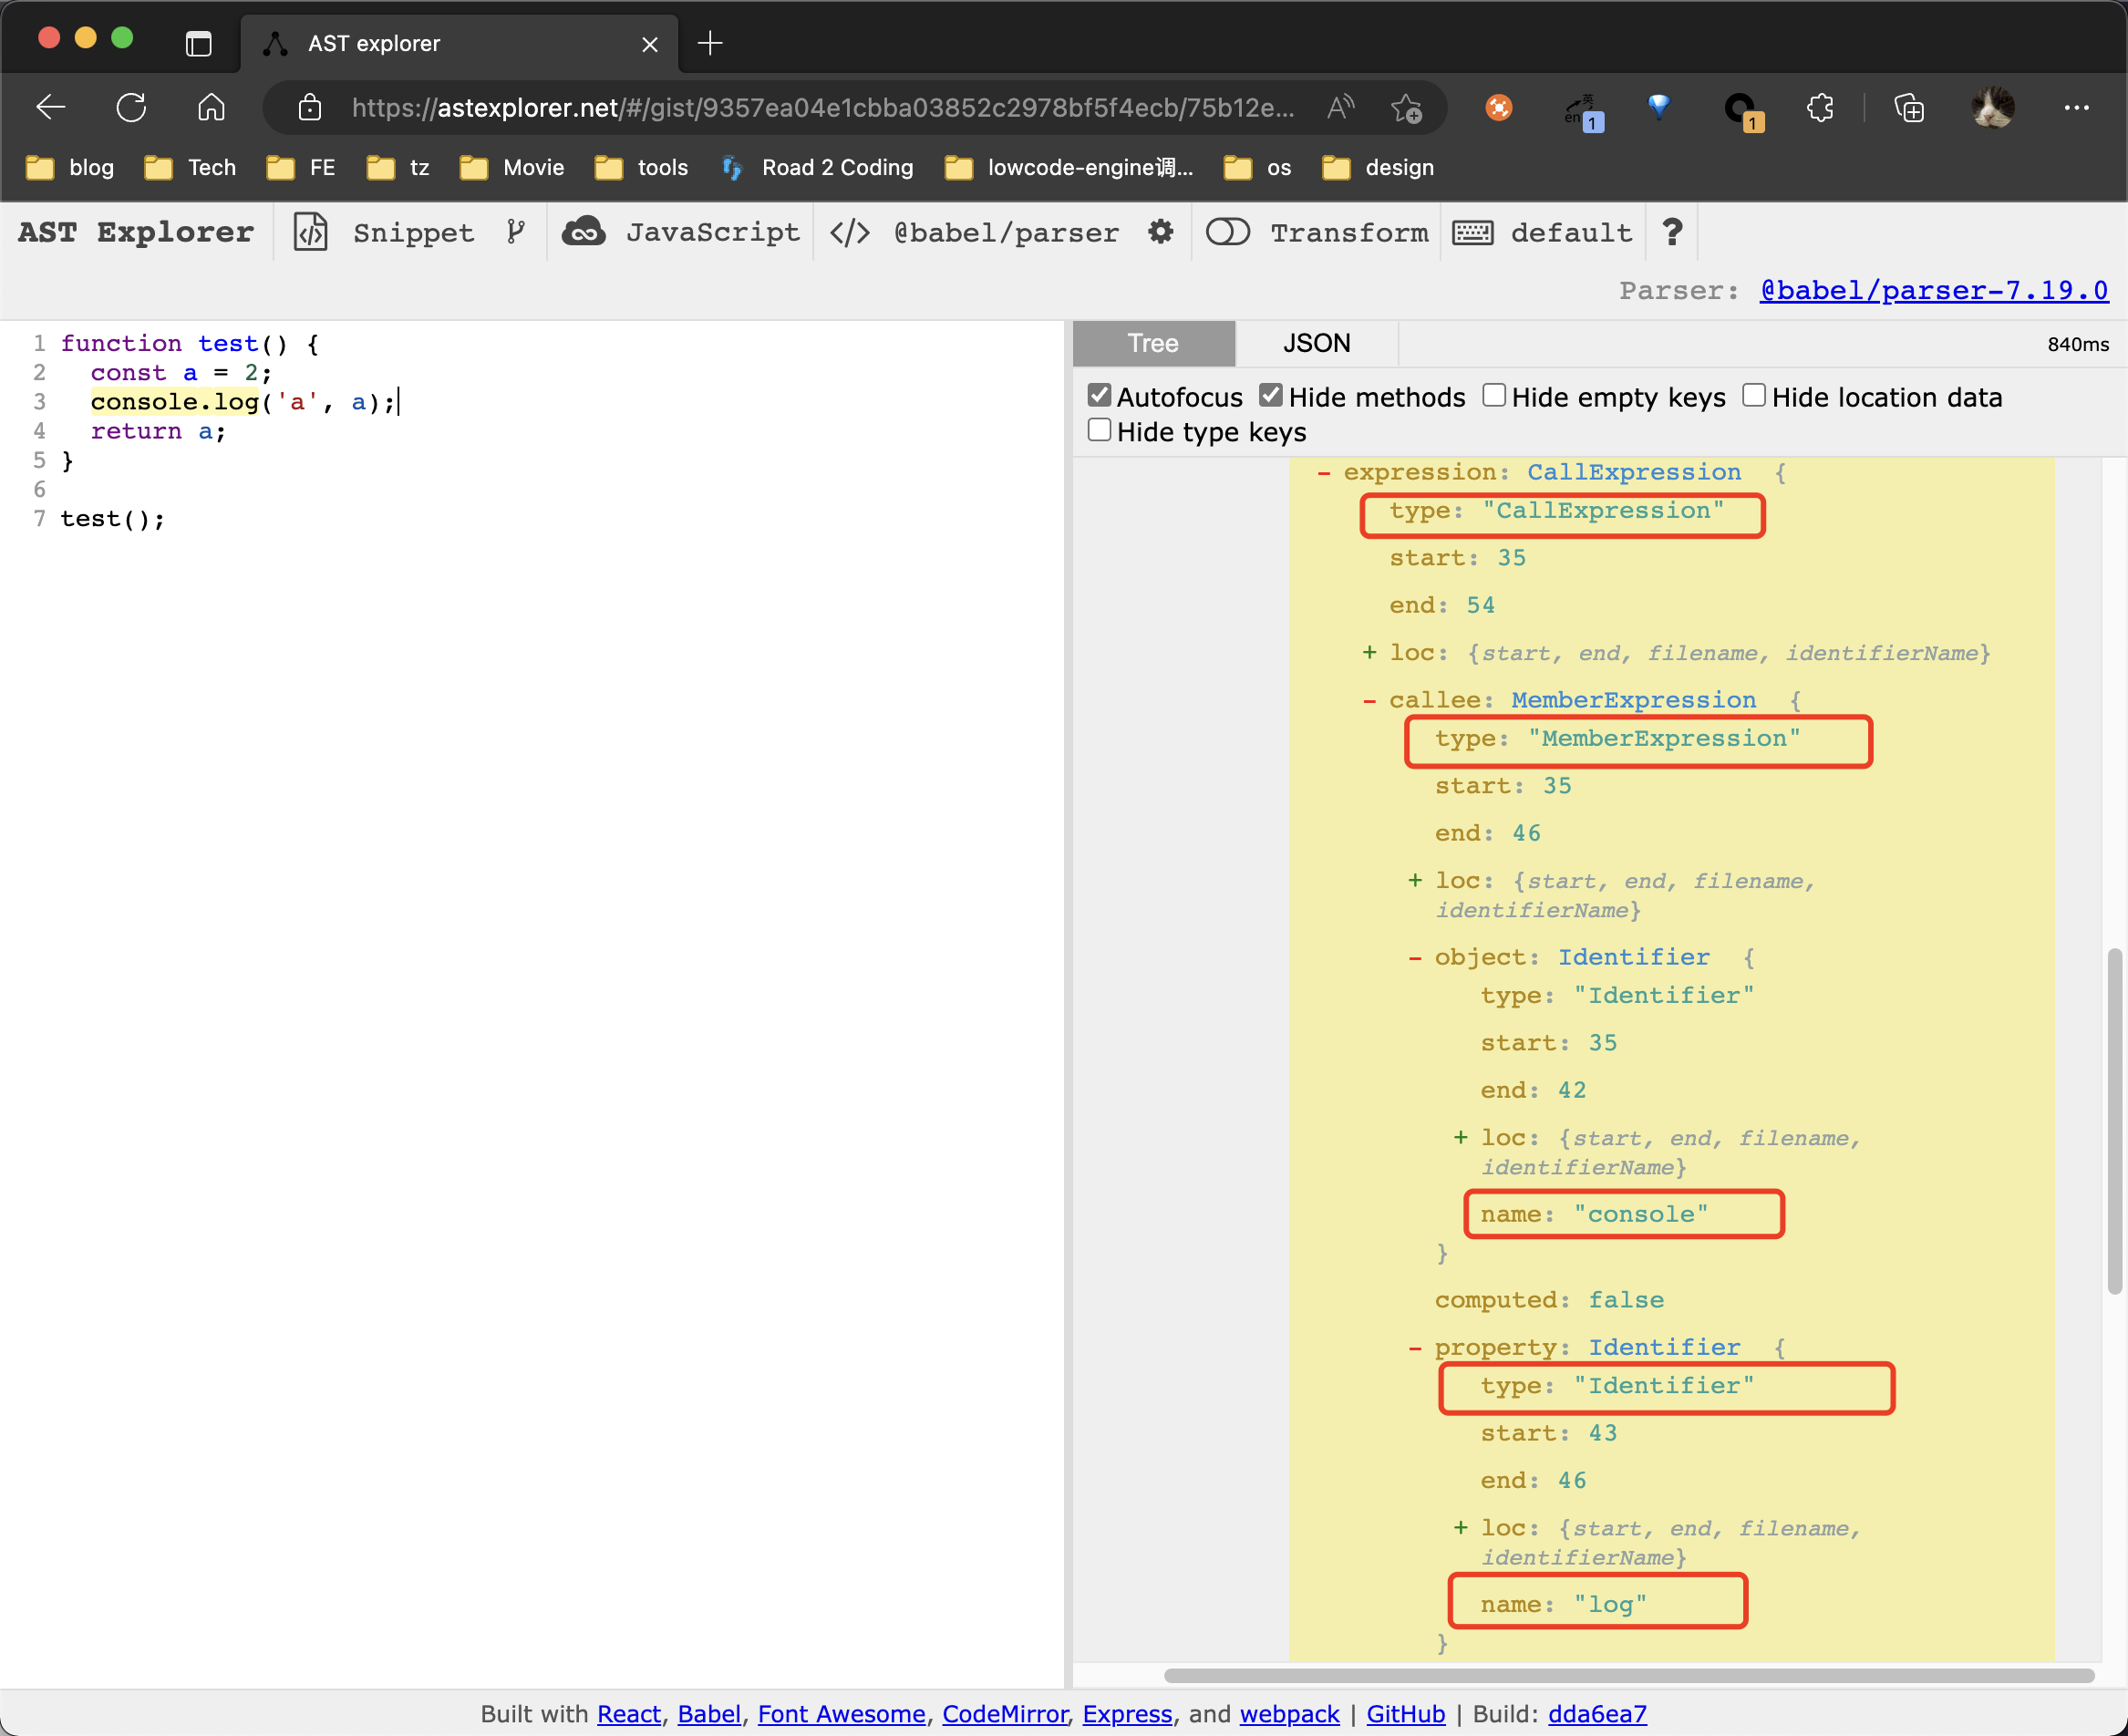 AST explorer
https://astexplorer.net/#/gist/9357ea04e1cbba03852c2978bf5f4ecb/75b12e...
英
en 1
1
blog Tech FE tz Movie tools Road 2 Coding lowcode-engine调... os design
AST Explorer Snippet JavaScript </> @babel/parser Transform default ?
Parser: @babel/parser-7.19.0
1 function test() {
2 const a = 2;
3 console.log('a', a);
4 return a;
5 }
6
7 test();
Tree JSON 840ms
Autofocus Hide methods Hide empty keys Hide location data
Hide type keys
- expression: CallExpression {
type: "CallExpression"
start: 35
end: 54
+ loc: {start, end, filename, identifierName}
- callee: MemberExpression {
type: "MemberExpression"
start: 35
end: 46
+ loc: {start, end, filename,
identifierName}
- object: Identifier {
type: "Identifier"
start: 35
end: 42
+ loc: {start, end, filename,
identifierName}
name: "console"
}
computed: false
- property: Identifier {
type: "Identifier"
start: 43
end: 46
+ loc: {start, end, filename,
identifierName}
name: "log"
}
Built with React, Babel, Font Awesome, CodeMirror, Express, and webpack | GitHub | Build: dda6ea7